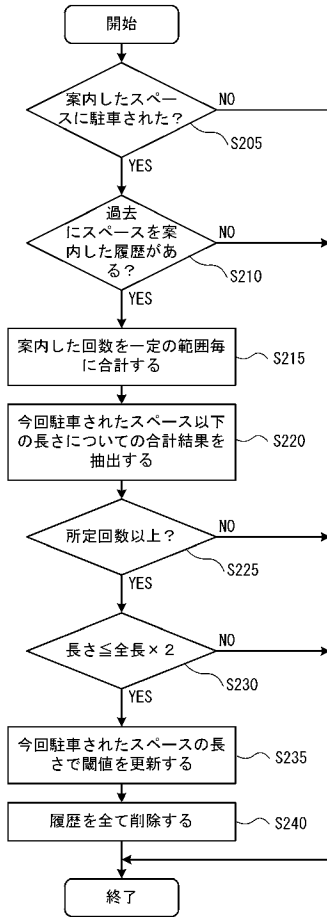 開始
案内したスペー
スに駐車された？
NO
S205
YES
過去
にスペースを案
内した履歴があ
る？
NO
S210
YES
案内した回数を一定の範囲毎
に合計する
S215
今回駐車されたスペース以下
の長さについての合計結果を
抽出する
S220
所定回数以上？
NO
S225
YES
長さ≦全長×２
NO
S230
YES
今回駐車されたスペースの長
さで閾値を更新する
S235
履歴を全て削除する
S240
終了